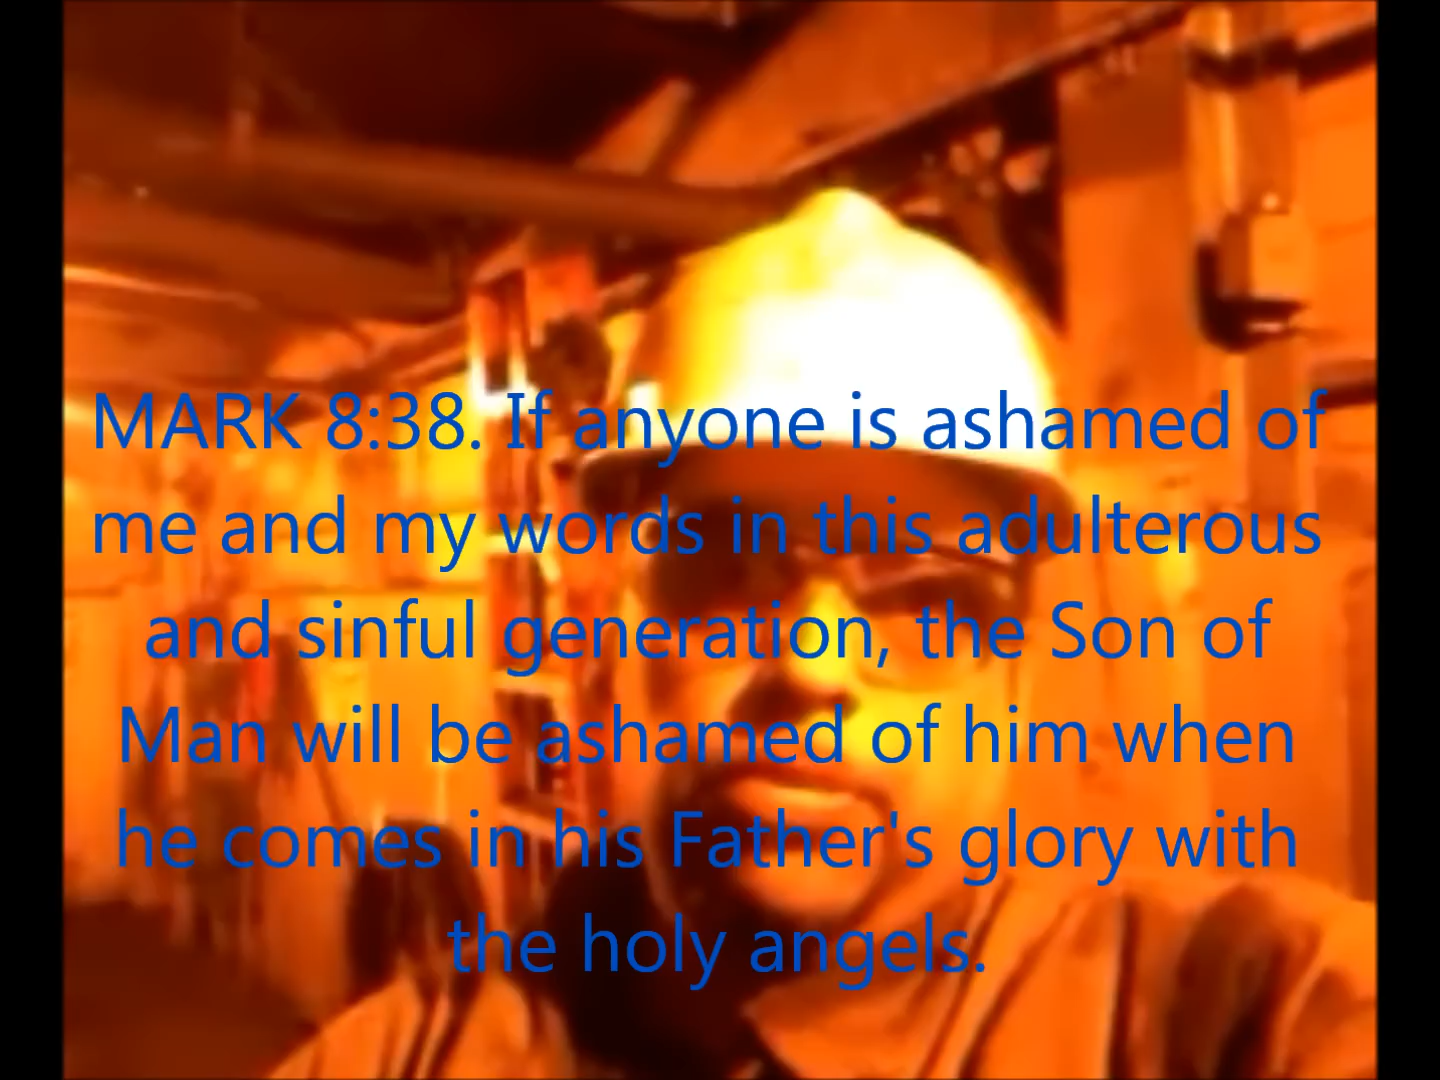 MARK 8:38. If anyone is ashamed of
me and my words in this adulterous
and sinful generation, the Son of
Man will be ashamed of him when
he comes in his Father's glory with
the holy angels.